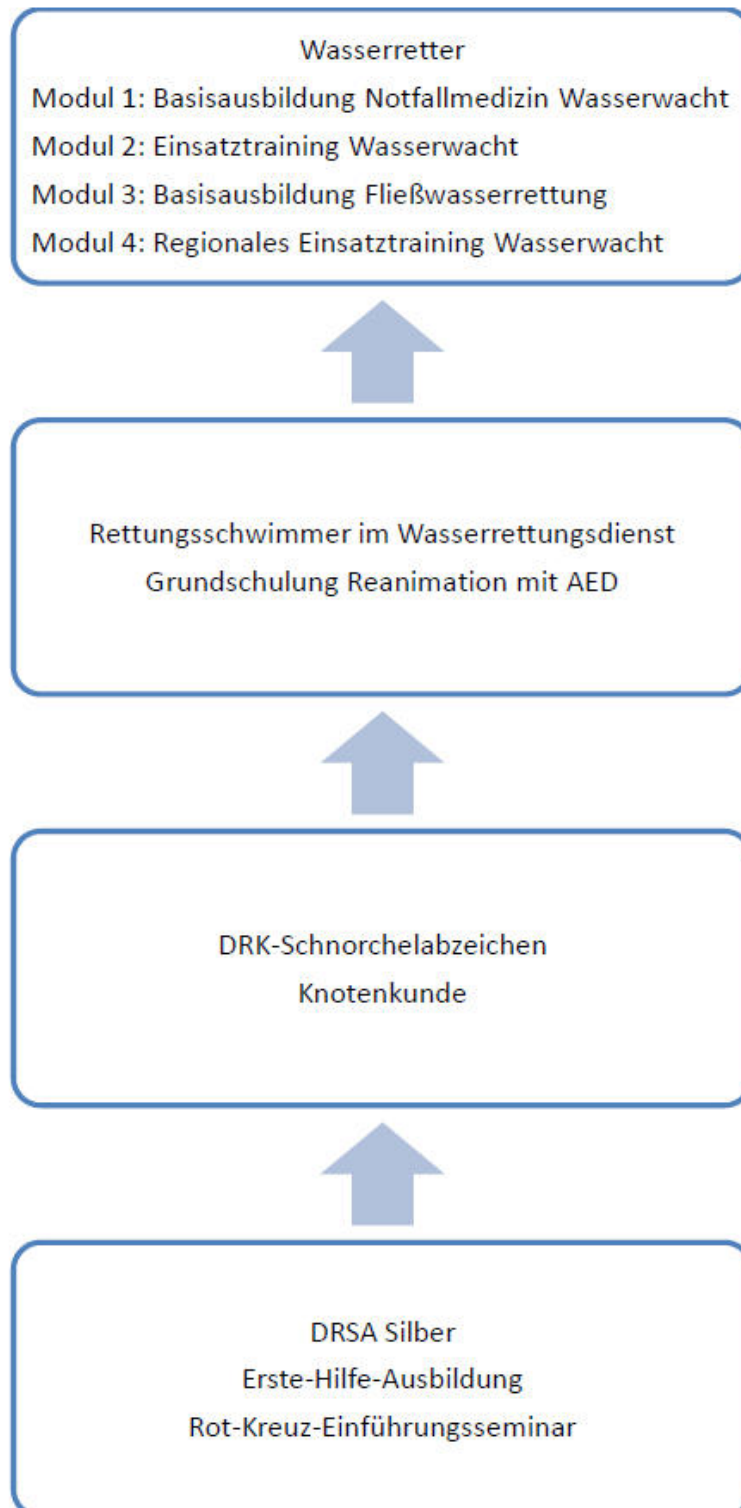 Wasserretter
Modul 1: Basisausbildung Notfallmedizin Wasserwacht
Modul 2: Einsatztraining Wasserwacht
Modul 3: Basisausbildung Fließwasserrettung
Modul 4: Regionales Einsatztraining Wasserwacht
Rettungsschwimmer im Wasserrettungsdienst
Grundschulung Reanimation mit AED
DRK-Schnorchelabzeichen
Knotenkunde
DRSA Silber
Erste-Hilfe-Ausbildung
Rot-Kreuz-Einführungsseminar